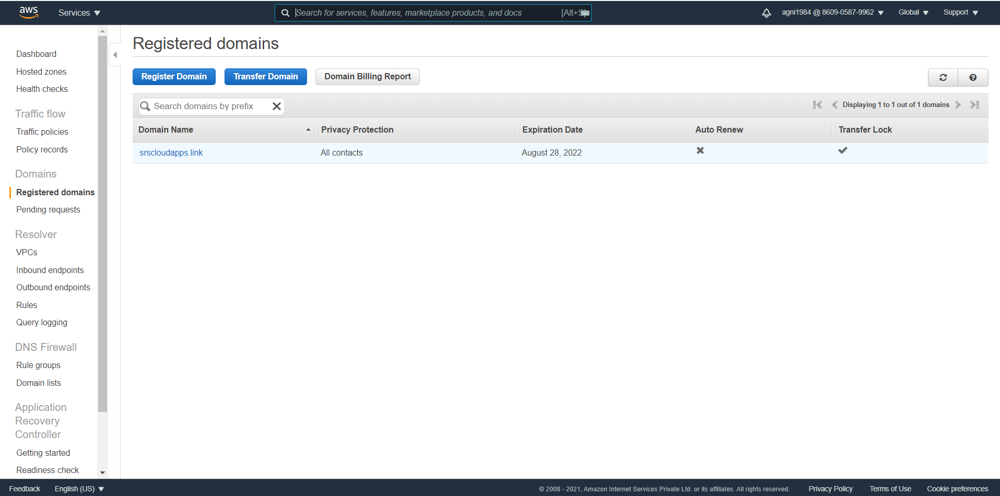 aws
Services
Search for services, features, marketplace products, and docs
[Alt+S]
agni1984 @ 8609-0587-9962
Global
Support
Dashboard
Hosted zones
Health checks
Traffic flow
Traffic policies
Policy records
Domains
Registered domains
Pending requests
Resolver
VPCs
Inbound endpoints
Outbound endpoints
Rules
Query logging
DNS Firewall
Rule groups
Domain lists
Application
Recovery
Controller
Getting started
Readiness check
Registered domains
Register Domain
Transfer Domain
Domain Billing Report
Search domains by prefix
Displaying 1 to 1 out of 1 domains
Domain Name
Privacy Protection
Expiration Date
Auto Renew
Transfer Lock
srscloudapps.link
All contacts
August 28, 2022
Feedback
English (US)
© 2008 - 2021, Amazon Internet Services Private Ltd. or its affiliates. All rights reserved.
Privacy Policy
Terms of Use
Cookie preferences